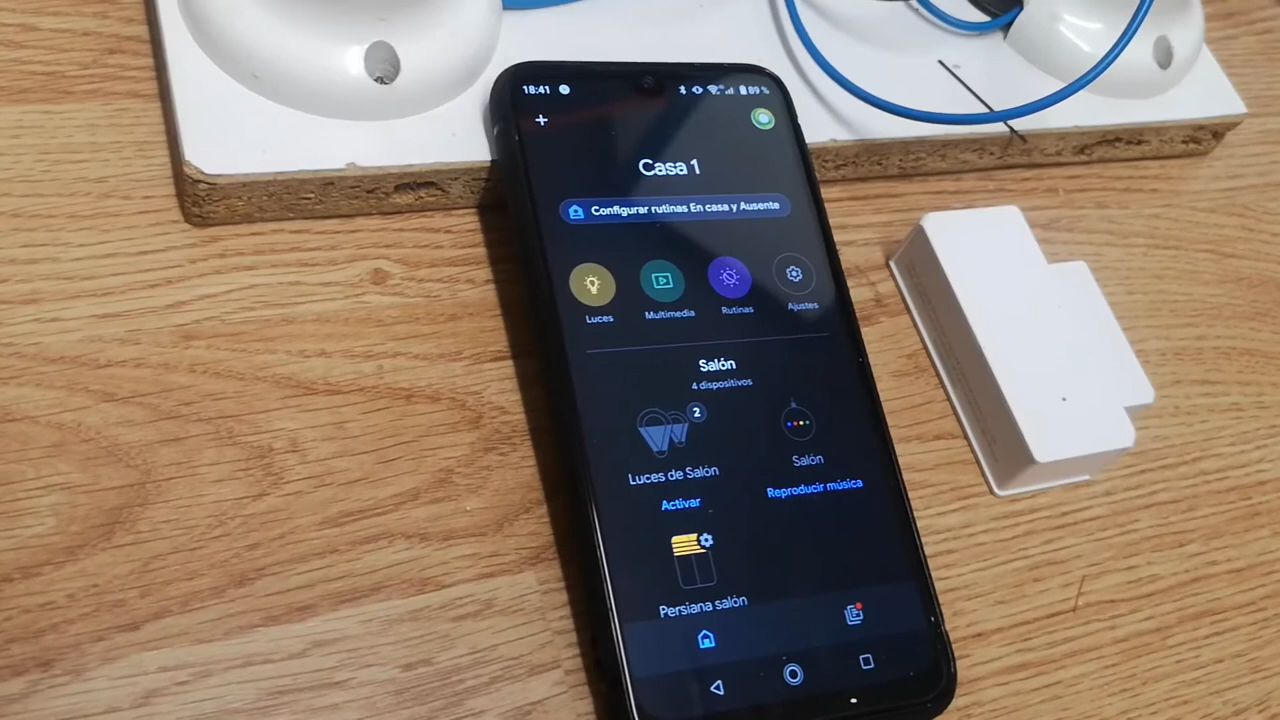 18:41
89 %
Casa 1
Configurar rutinas En casa y Ausente
Luces
Multimedia
Rutinas
Ajustes
Salón
4 dispositivos
2
Luces de Salón
Salón
Activar
Reproducir música
Persiana salón